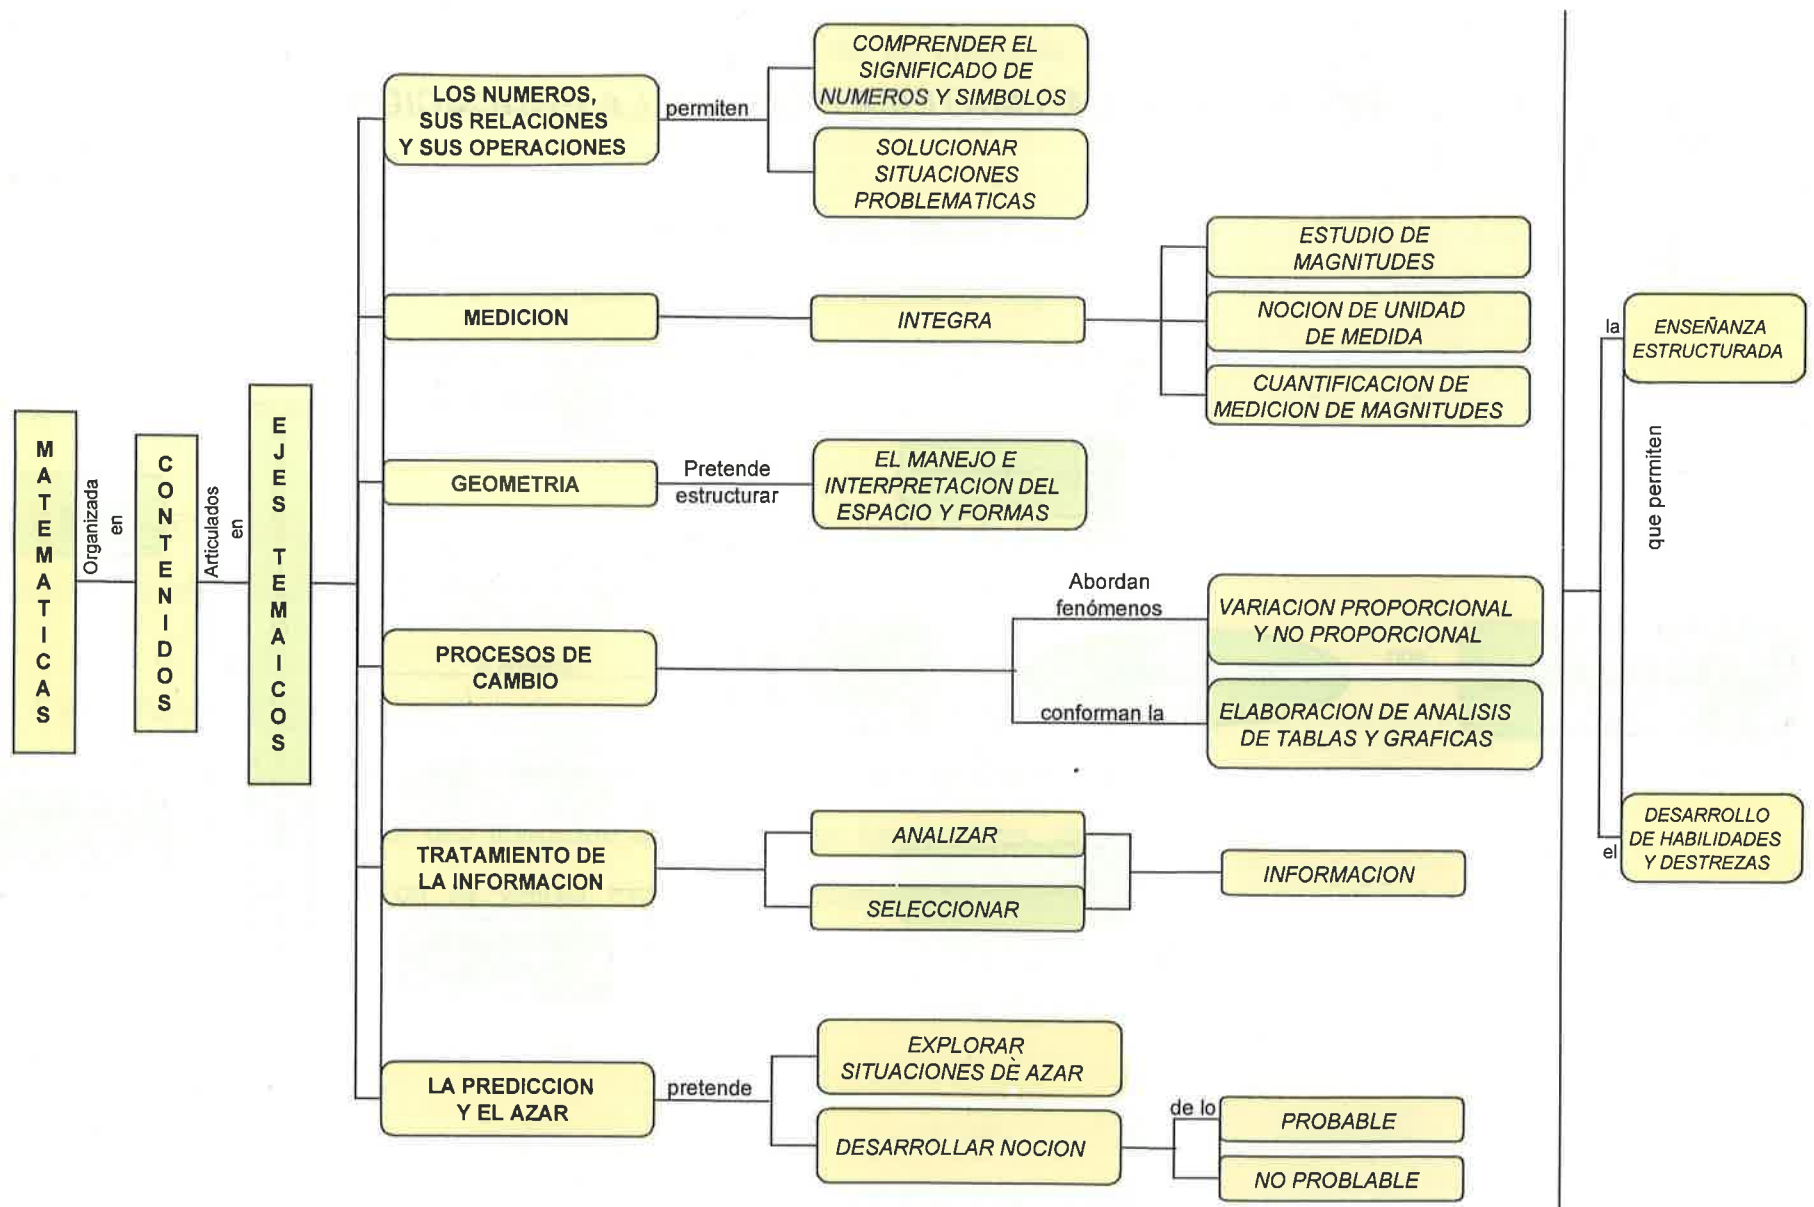 MATEMATICAS
Organizada
en
CONTENIDOS
Articulados
en
EJES TEMAICOS
LOS NUMEROS,
SUS RELACIONES
Y SUS OPERACIONES
permiten
COMPRENDER EL
SIGNIFICADO DE
NUMEROS Y SIMBOLOS
SOLUCIONAR
SITUACIONES
PROBLEMATICAS
MEDICION
INTEGRA
ESTUDIO DE
MAGNITUDES
NOCION DE UNIDAD
DE MEDIDA
CUANTIFICACION DE
MEDICION DE MAGNITUDES
GEOMETRIA
Pretende
estructurar
EL MANEJO E
INTERPRETACION DEL
ESPACIO Y FORMAS
PROCESOS DE
CAMBIO
Abordan
fenómenos
VARIACION PROPORCIONAL
Y NO PROPORCIONAL
conforman la
ELABORACION DE ANALISIS
DE TABLAS Y GRAFICAS
TRATAMIENTO DE
LA INFORMACION
ANALIZAR
SELECCIONAR
INFORMACION
LA PREDICCION
Y EL AZAR
pretende
EXPLORAR
SITUACIONES DE AZAR
DESARROLLAR NOCION
de lo
PROBABLE
NO PROBLABLE
la
ENSEÑANZA
ESTRUCTURADA
que permiten
el
DESARROLLO
DE HABILIDADES
Y DESTREZAS